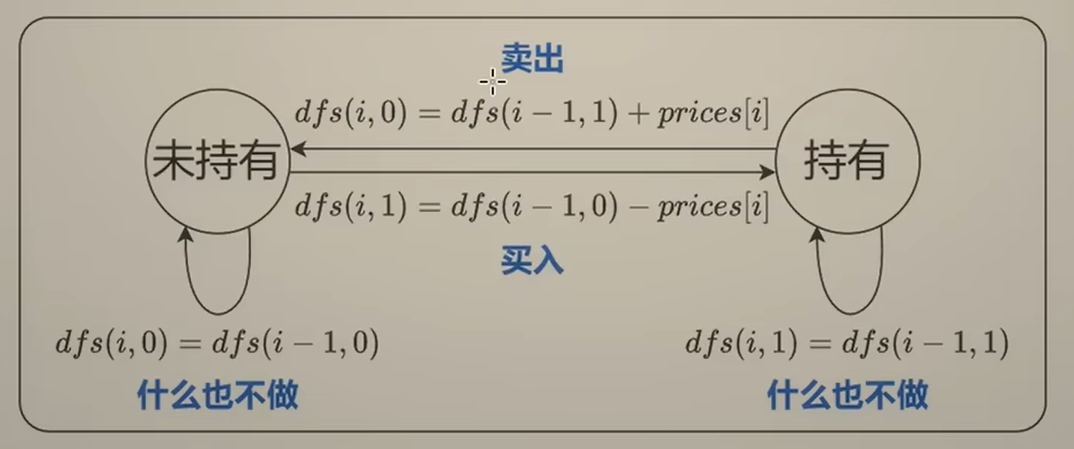 卖出
dfs(i, 0) = dfs(i − 1, 1) + prices[i]
未持有
持有
dfs(i, 1) = dfs(i − 1, 0) − prices[i]
买入
dfs(i, 0) = dfs(i − 1, 0)
dfs(i, 1) = dfs(i − 1, 1)
什么也不做
什么也不做